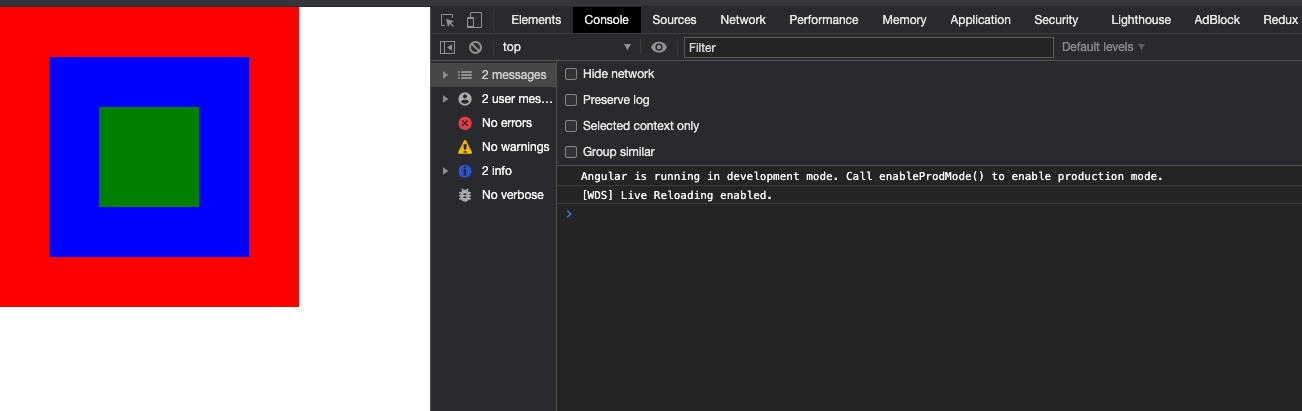 Elements Console Sources Network Performance Memory Application Security Lighthouse AdBlock Redux
top Filter Default levels
2 messages
2 user mes...
No errors
No warnings
2 info
No verbose
Hide network
Preserve log
Selected context only
Group similar
Angular is running in development mode. Call enableProdMode() to enable production mode.
[WDS] Live Reloading enabled.